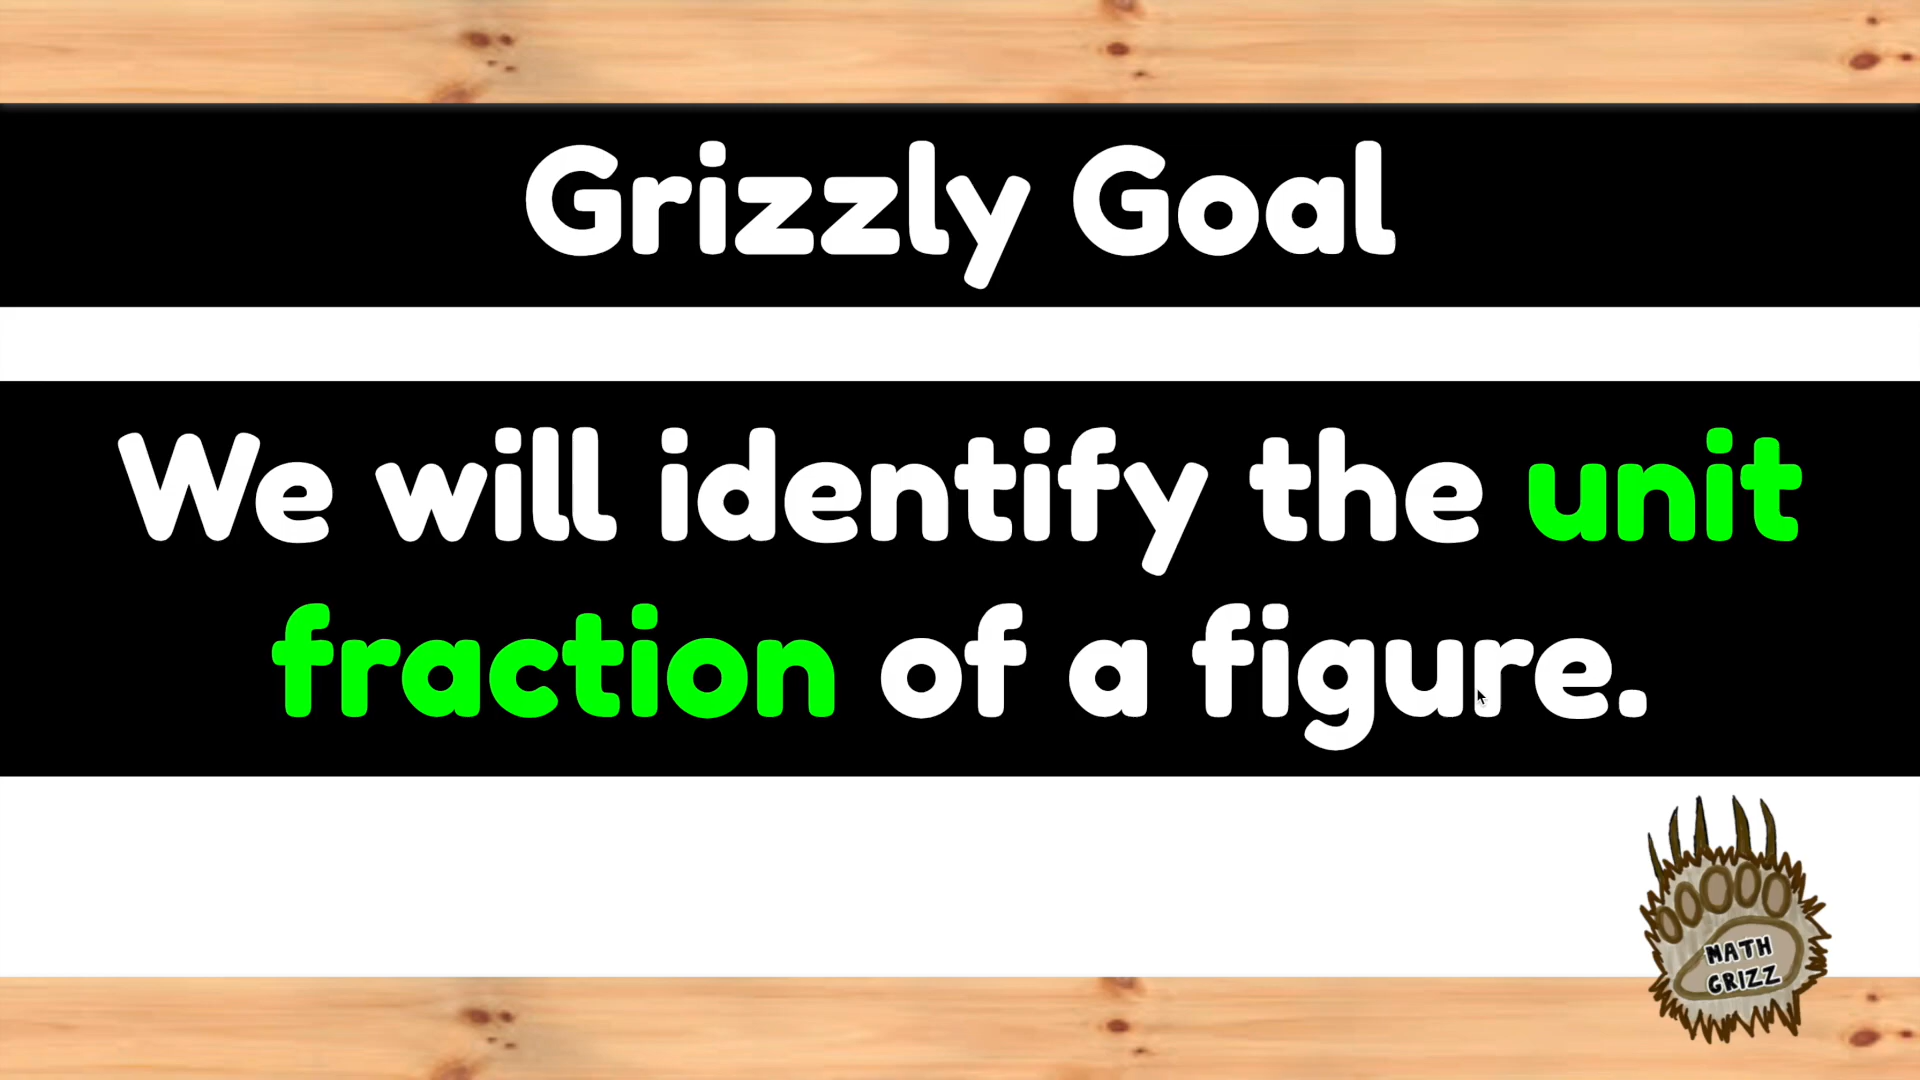 Grizzly Goal
We will identify the unit
fraction of a figure.
MATH
GRIZZ